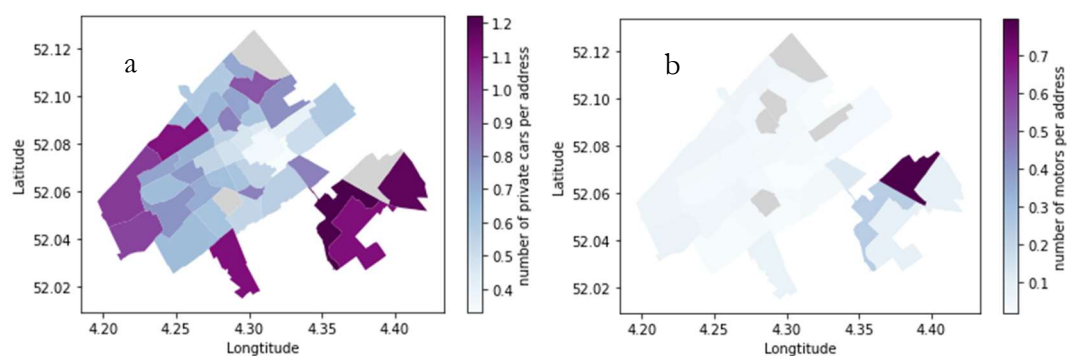 a
52.12
52.10
52.08
52.06
52.04
52.02
Latitude
4.20 4.25 4.30 4.35 4.40
Longtitude
1.2
1.1
1.0
0.9
0.8
0.7
0.6
0.5
0.4
number of private cars per address
b
52.12
52.10
52.08
52.06
52.04
52.02
Latitude
4.20 4.25 4.30 4.35 4.40
Longtitude
0.7
0.6
0.5
0.4
0.3
0.2
0.1
number of motors per address